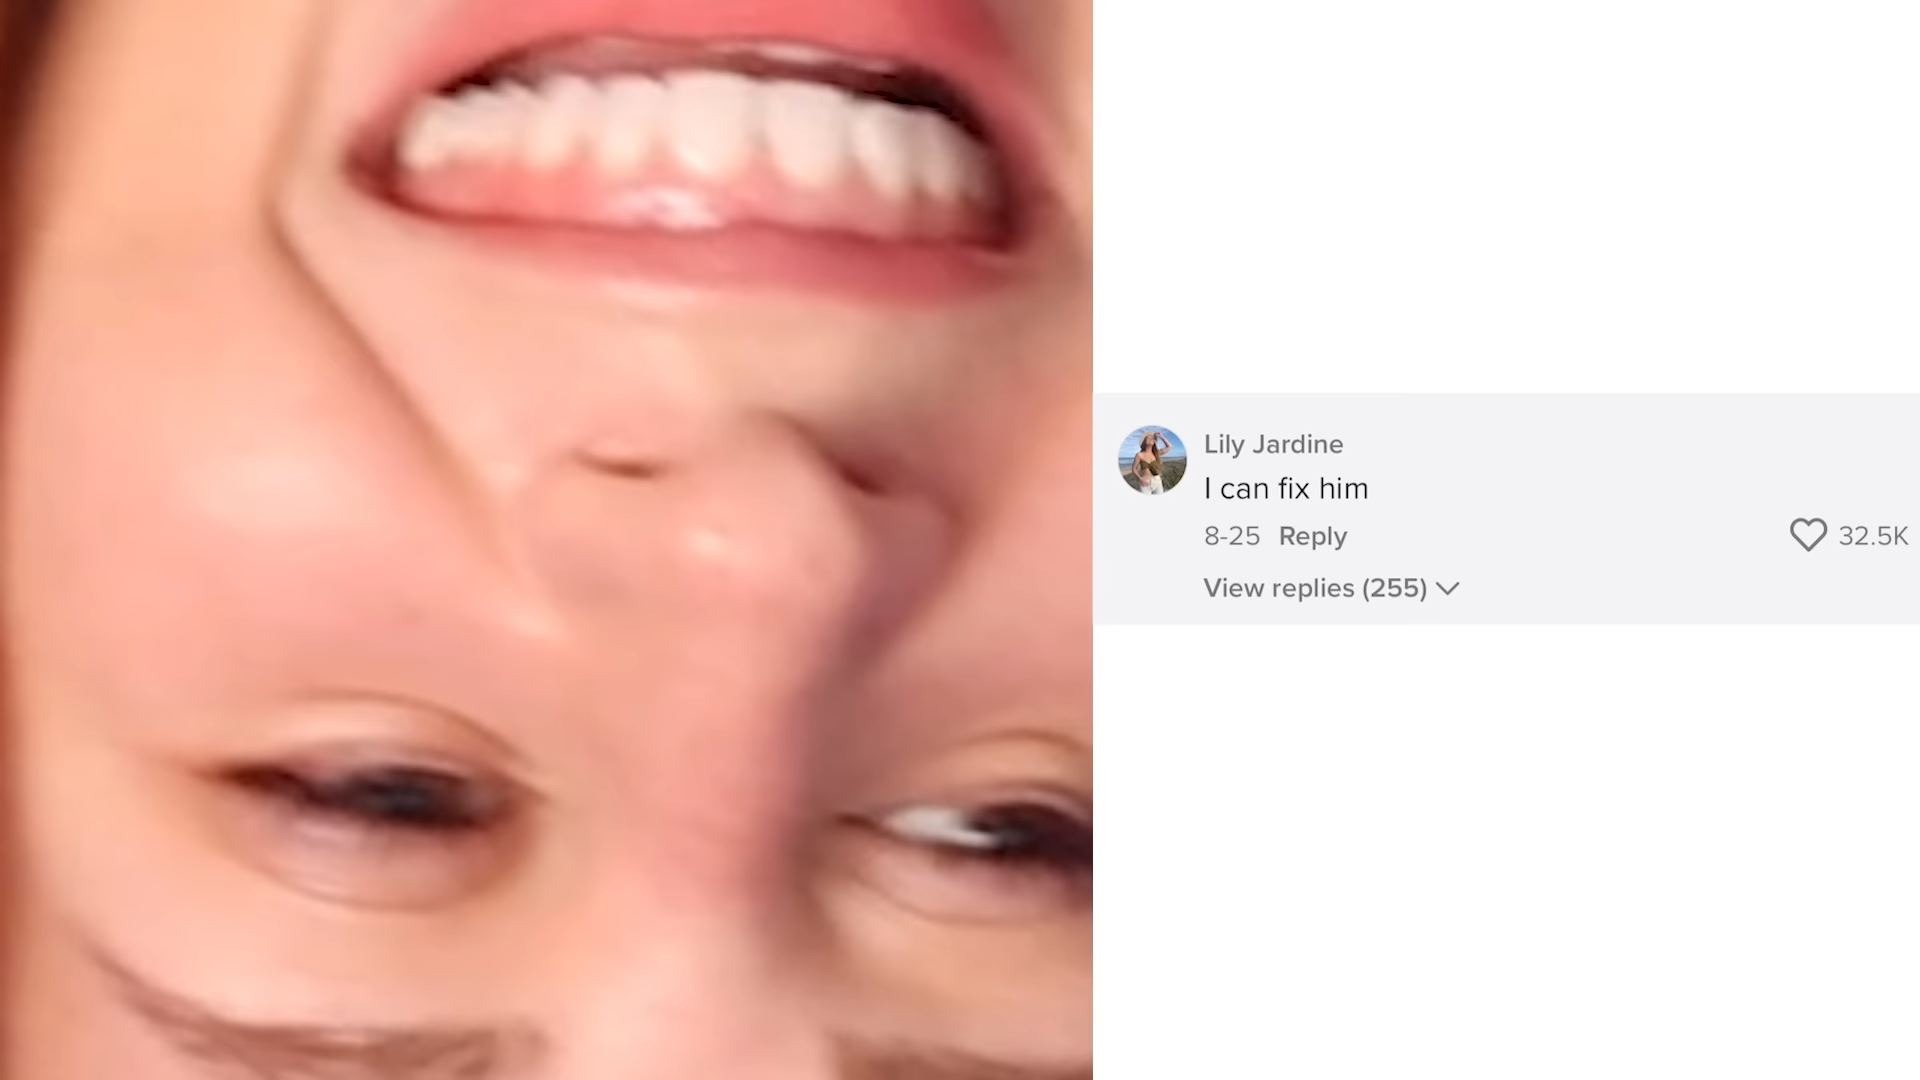 Lily Jardine
I can fix him
8-25 Reply
32.5K
View replies (255)